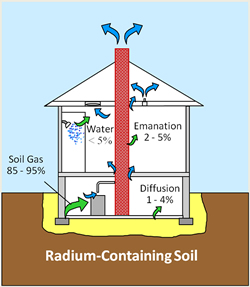 Water
< 5%
Emanation
2 - 5%
Soil Gas
85 - 95%
Diffusion
1 - 4%
Radium-Containing Soil